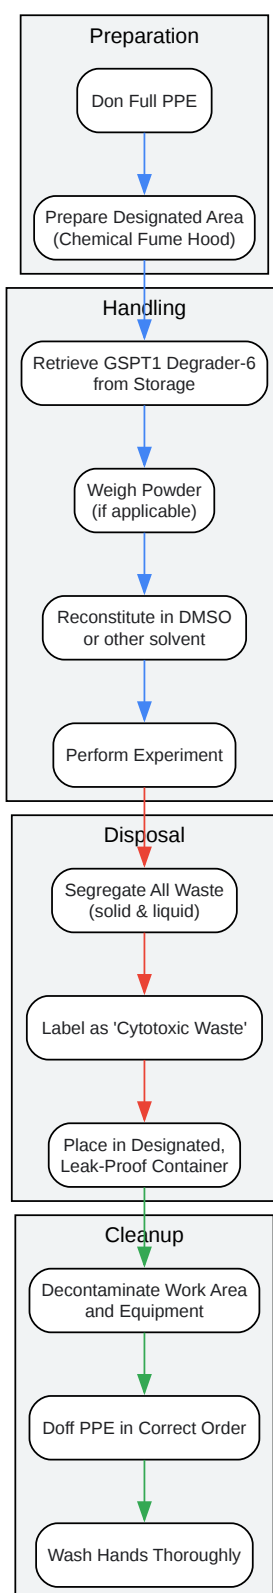 Preparation
Don Full PPE
Prepare Designated Area
(Chemical Fume Hood)
Handling
Retrieve GSPT1 Degrader-6
from Storage
Weigh Powder
(if applicable)
Reconstitute in DMSO
or other solvent
Perform Experiment
Disposal
Segregate All Waste
(solid & liquid)
Label as 'Cytotoxic Waste'
Place in Designated,
Leak-Proof Container
Cleanup
Decontaminate Work Area
and Equipment
Doff PPE in Correct Order
Wash Hands Thoroughly